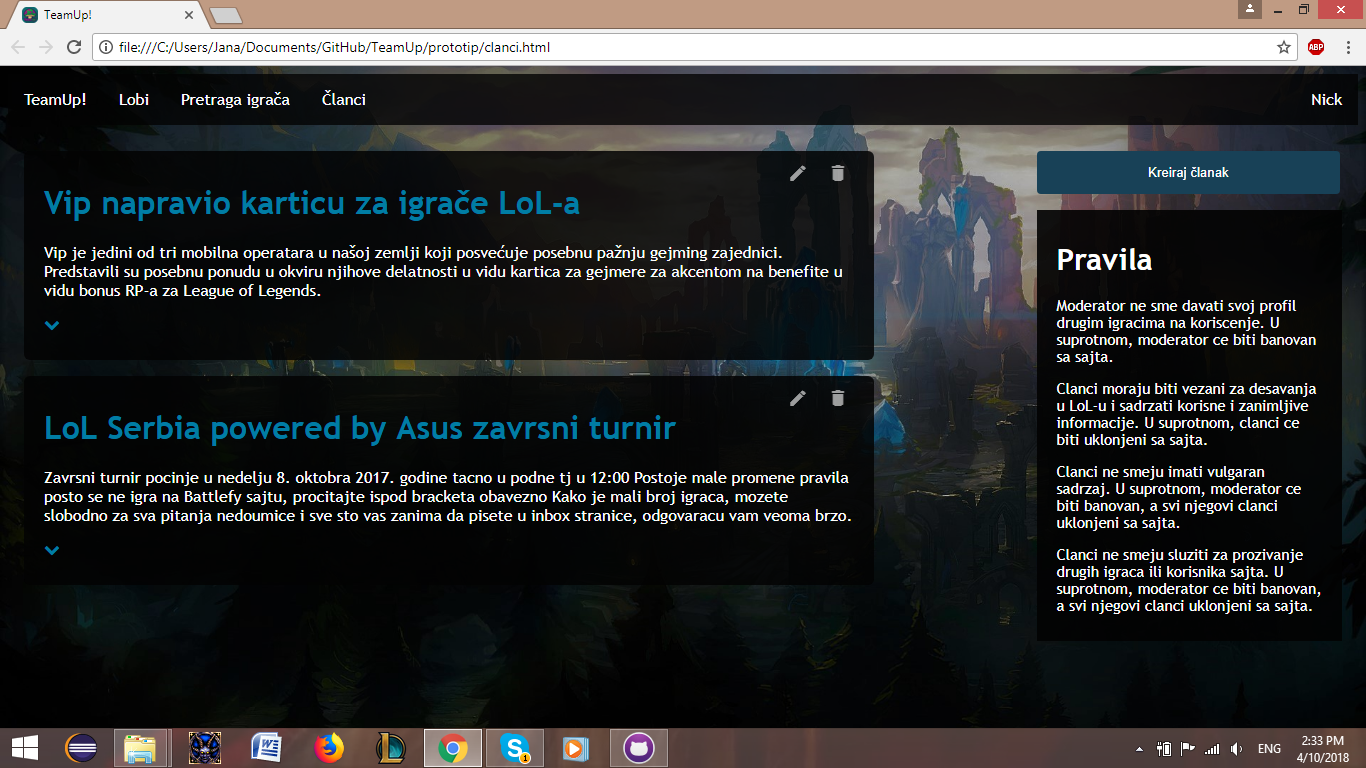 TeamUp!
file:///C:/Users/Jana/Documents/GitHub/TeamUp/prototip/clanci.html
ABP
TeamUp! Lobi Pretraga igrača Članci Nick
Vip napravio karticu za igrače LoL-a
Vip je jedini od tri mobilna operatara u našoj zemlji koji posvećuje posebnu pažnju gejming zajednici.
Predstavili su posebnu ponudu u okviru njihove delatnosti u vidu kartica za gejmere za akcentom na benefite u
vidu bonus RP-a za League of Legends.
LoL Serbia powered by Asus zavrsni turnir
Zavrsni turnir pocinje u nedelju 8. oktobra 2017. godine tacno u podne tj u 12:00 Postoje male promene pravila
posto se ne igra na Battlefy sajtu, procitajte ispod bracketa obavezno Kako je mali broj igraca, mozete
slobodno za sva pitanja nedoumice i sve sto vas zanima da pisete u inbox stranice, odgovaracu vam veoma brzo.
Kreiraj članak
Pravila
Moderator ne sme davati svoj profil
drugim igracima na koriscenje. U
suprotnom, moderator ce biti banovan
sa sajta.
Clanci moraju biti vezani za desavanja
u LoL-u i sadrzati korisne i zanimljive
informacije. U suprotnom, clanci ce
biti uklonjeni sa sajta.
Clanci ne smeju imati vulgaran
sadrzaj. U suprotnom, moderator ce
biti banovan, a svi njegovi clanci
uklonjeni sa sajta.
Clanci ne smeju sluziti za prozivanje
drugih igraca ili korisnika sajta. U
suprotnom, moderator ce biti banovan,
a svi njegovi clanci uklonjeni sa sajta.
W
S
1
ENG
2:33 PM
4/10/2018